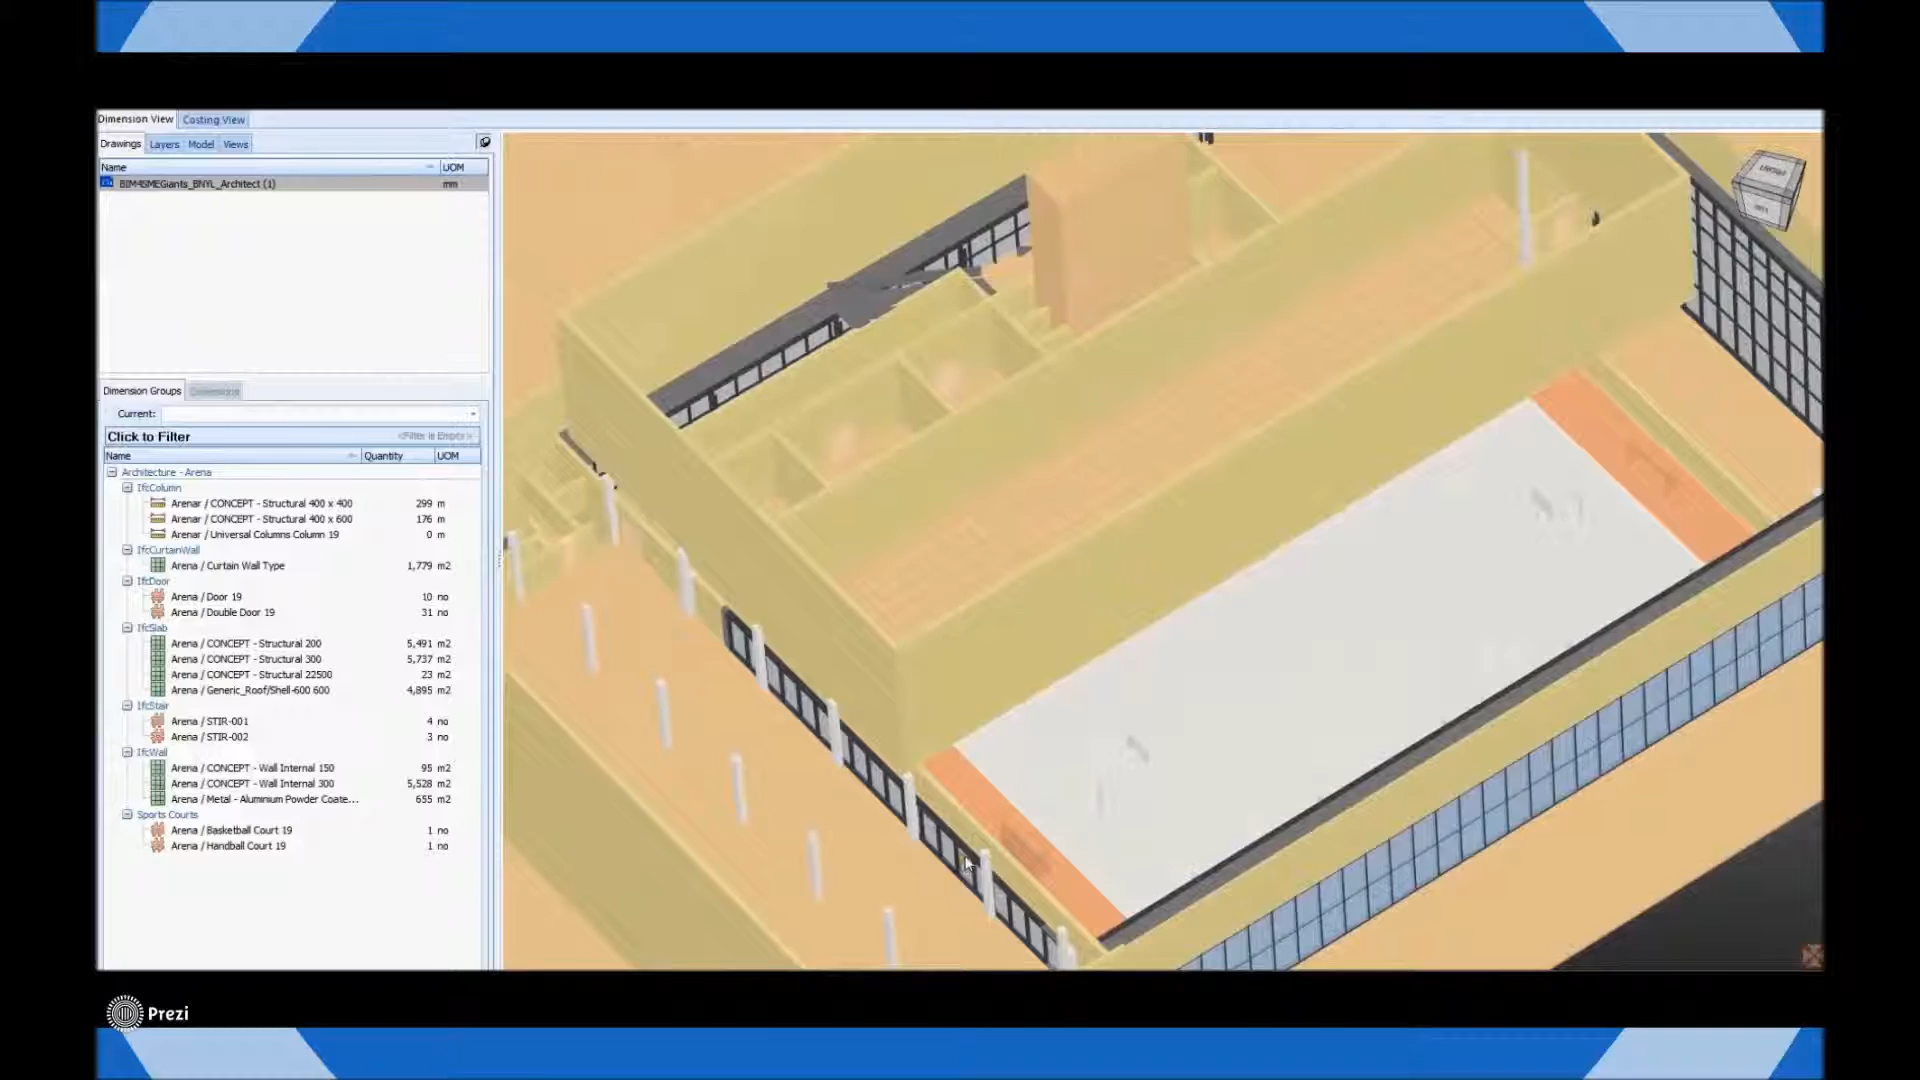 Dimension View Costing View
Drawings Layers Model Views
Name UOM
BIM4SMEGiants_BNYL_Architect (1) mm
Dimension Groups Dimensions
Current:
Click to Filter <Filter is Empty>
Name Quantity UOM
Architecture - Arena
IfcColumn
Arenar / CONCEPT - Structural 400 x 400 299 m
Arenar / CONCEPT - Structural 400 x 600 176 m
Arenar / Universal Columns Column 19 0 m
IfcCurtainWall
Arena / Curtain Wall Type 1,779 m2
IfcDoor
Arena / Door 19 10 no
Arena / Double Door 19 31 no
IfcSlab
Arena / CONCEPT - Structural 200 5,491 m2
Arena / CONCEPT - Structural 300 5,737 m2
Arena / CONCEPT - Structural 22500 23 m2
Arena / Generic_Roof/Shell-600 600 4,895 m2
IfcStair
Arena / STIR-001 4 no
Arena / STIR-002 3 no
IfcWall
Arena / CONCEPT - Wall Internal 150 95 m2
Arena / CONCEPT - Wall Internal 300 5,528 m2
Arena / Metal - Aluminium Powder Coate... 655 m2
Sports Courts
Arena / Basketball Court 19 1 no
Arena / Handball Court 19 1 no
Prezi